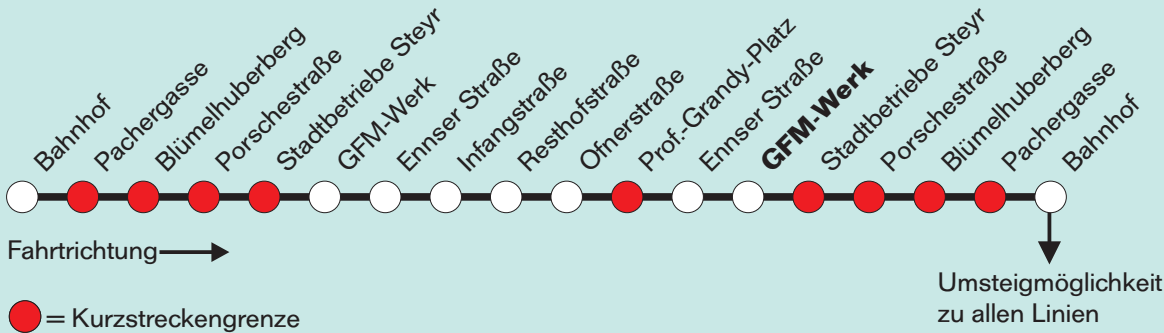 Bahnhof
Pachergasse
Blümelhuberberg
Porschestraße
Stadtbetriebe Steyr
GFM-Werk
Ennser Straße
Infangstraße
Resthofstraße
Ofnerstraße
Prof.-Grandy-Platz
Ennser Straße
GFM-Werk
Stadtbetriebe Steyr
Porschestraße
Blümelhuberberg
Pachergasse
Bahnhof
Fahrtrichtung
Umsteigmöglichkeit
zu allen Linien
= Kurzstreckengrenze